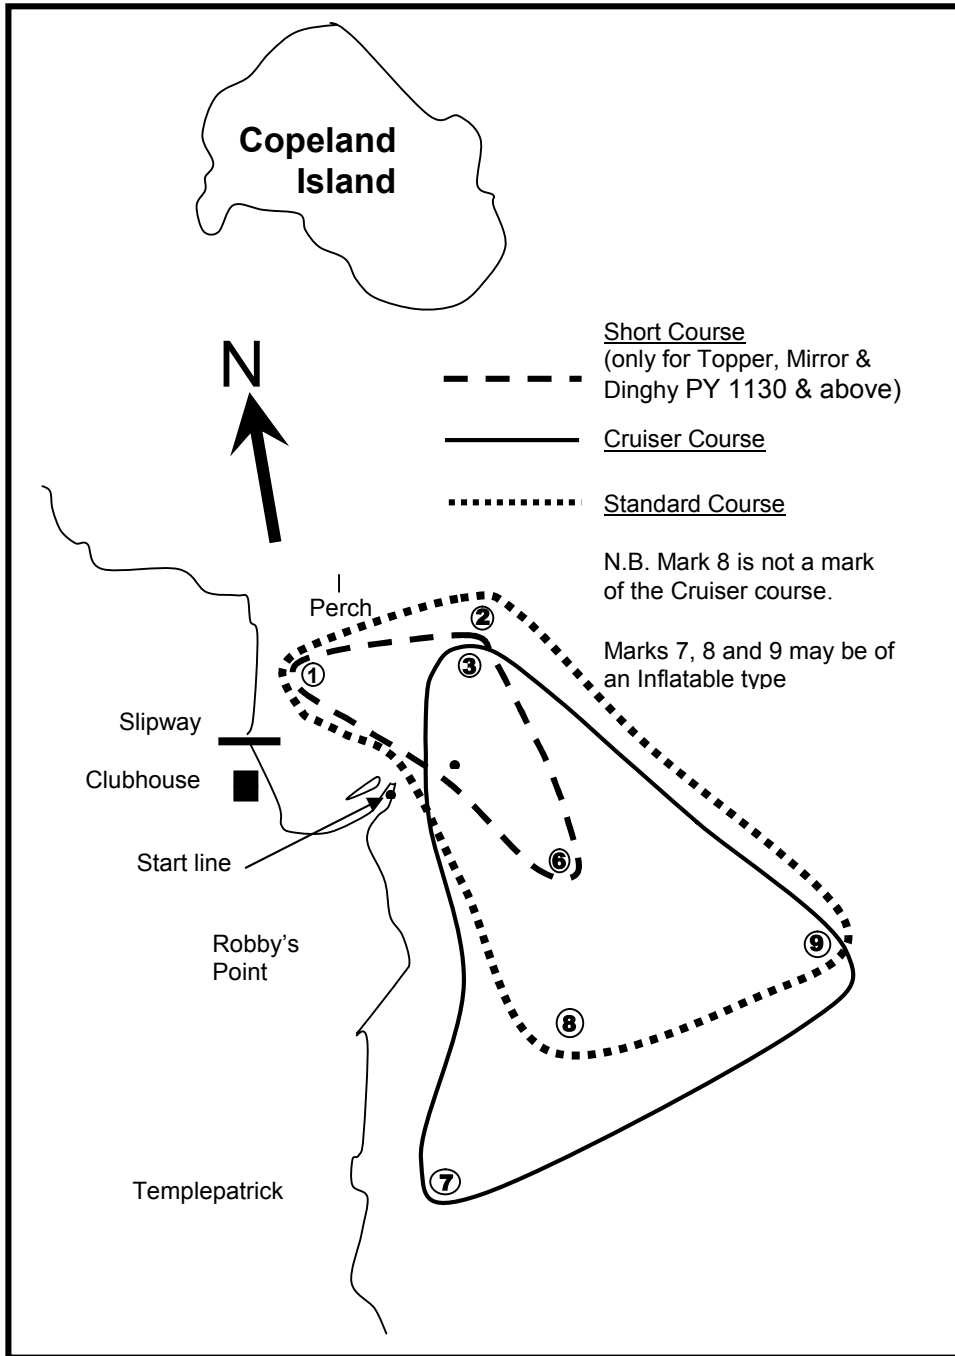 Copeland
Island
N
Short Course
(only for Topper, Mirror &
Dinghy PY 1130 & above)
Cruiser Course
Standard Course
N.B. Mark 8 is not a mark
of the Cruiser course.
Marks 7, 8 and 9 may be of
an Inflatable type
Perch
2
3
1
Slipway
Clubhouse
Start line
6
Robby’s
Point
9
8
7
Templepatrick